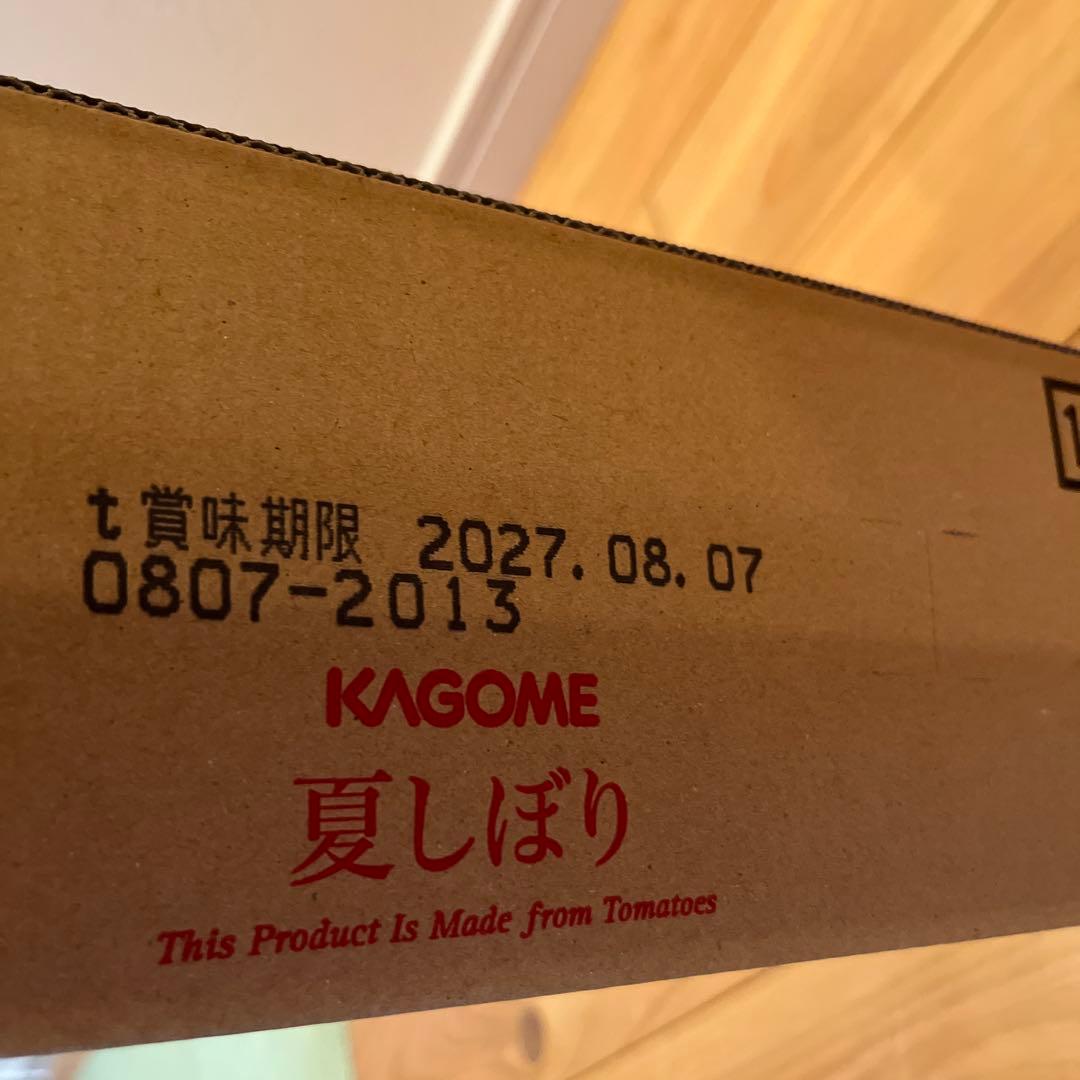 t賞味期限 2027.08.07
0807-2013
KAGOME
夏しぼり
This Product Is Made from Tomatoes